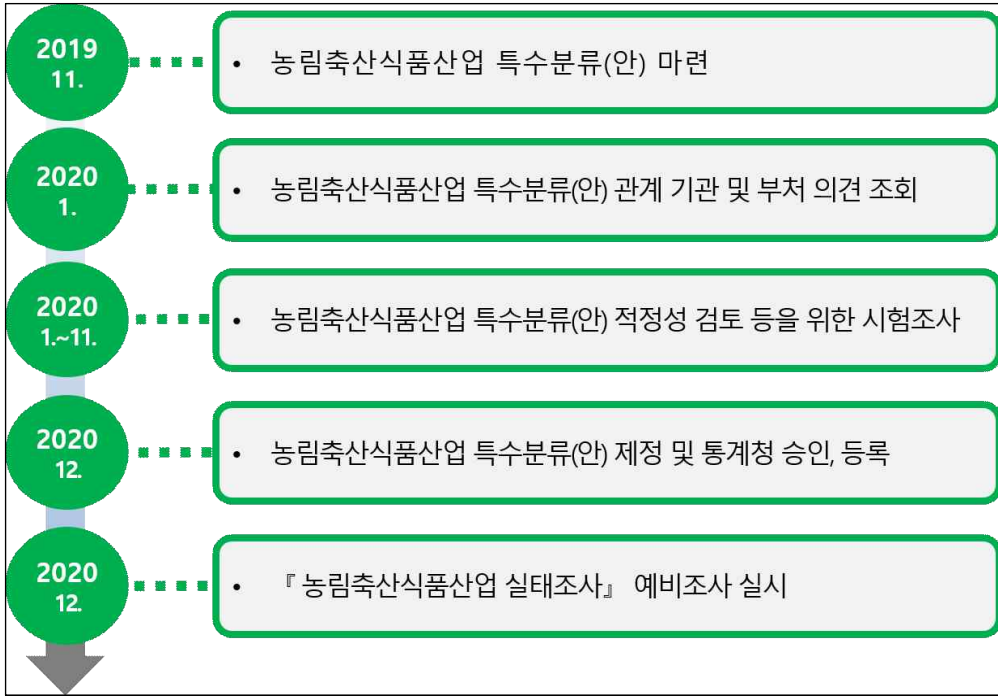 2019
11.
• 농림축산식품산업 특수분류(안) 마련
2020
1.
• 농림축산식품산업 특수분류(안) 관계 기관 및 부처 의견 조회
2020
1.~11.
• 농림축산식품산업 특수분류(안) 적정성 검토 등을 위한 시험조사
2020
12.
• 농림축산식품산업 특수분류(안) 제정 및 통계청 승인, 등록
2020
12.
• 『농림축산식품산업 실태조사』 예비조사 실시